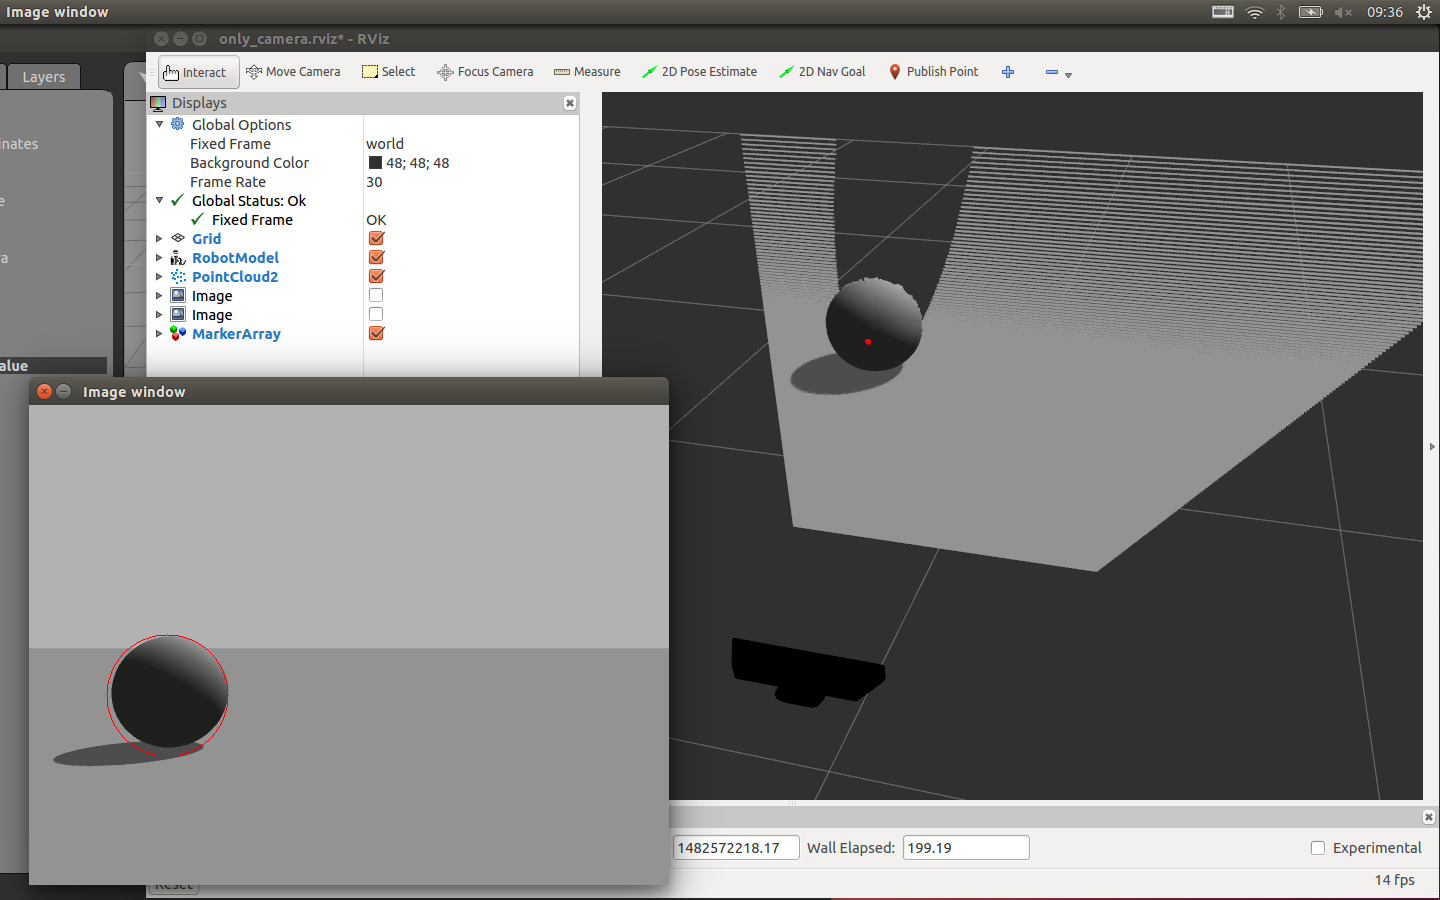 Image window
09:36
only_camera.rviz* - RViz
Layers
Interact
Move Camera
Select
Focus Camera
Measure
2D Pose Estimate
2D Nav Goal
Publish Point
Displays
Global Options
Fixed Frame world
Background Color 48; 48; 48
Frame Rate 30
Global Status: Ok
Fixed Frame OK
Grid
RobotModel
PointCloud2
Image
Image
MarkerArray
inates
alue
Image window
1482572218.17 Wall Elapsed: 199.19 Experimental
Reset
14 fps